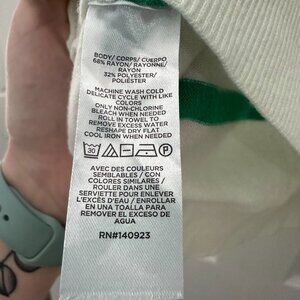 BODY/ CORPS/ CUERPO
68% RAYON/ RAYONNE/
RAYON
32% POLYESTER/
POLIÉSTER
MACHINE WASH COLD
DELICATE CYCLE WITH LIKE
COLORS
ONLY NON-CHLORINE
BLEACH WHEN NEEDED
ROLL IN TOWEL TO
REMOVE EXCESS WATER
RESHAPE DRY FLAT
COOL IRON WHEN NEEDED
30 P
AVEC DES COULEURS
SEMBLABLES / CON
COLORES SIMILARES /
ROULER DANS UNE
SERVIETTE POUR ENLEVER
L'EXCÈS D'EAU / ENROLLAR
EN UNA TOALLA PARA
REMOVER EL EXCESO DE
AGUA
RN#140923